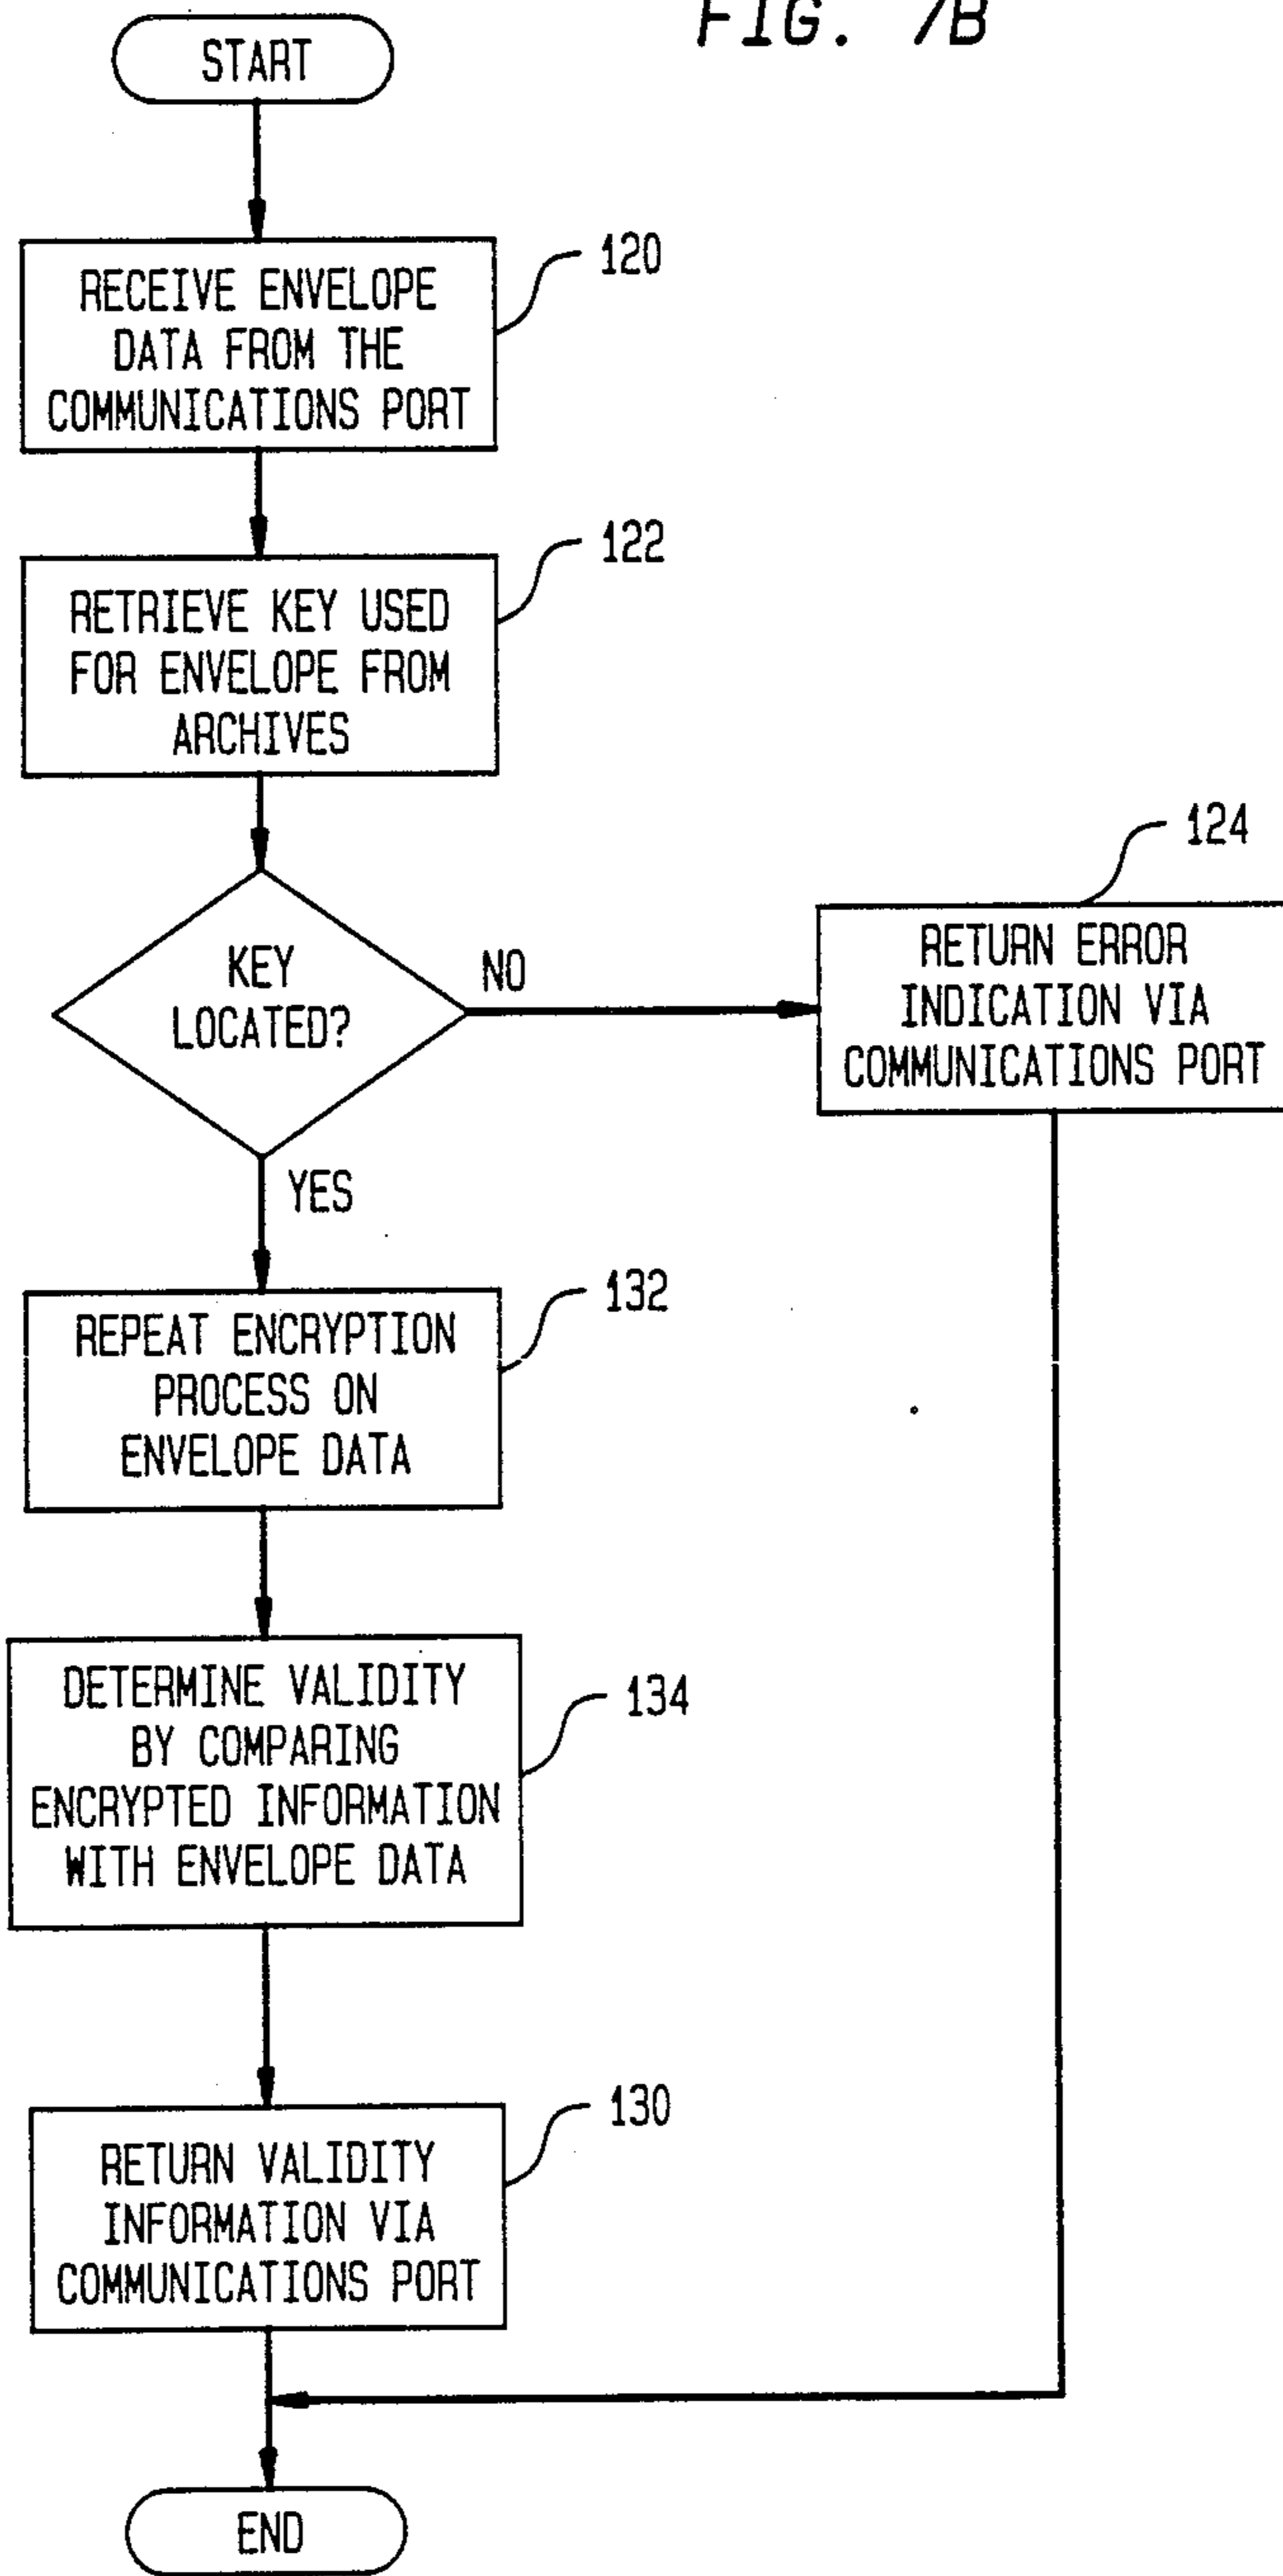 FIG. 7B
START
120
RECEIVE ENVELOPE
DATA FROM THE
COMMUNICATIONS PORT
122
RETRIEVE KEY USED
FOR ENVELOPE FROM
ARCHIVES
KEY
LOCATED?
NO
124
RETURN ERROR
INDICATION VIA
COMMUNICATIONS PORT
YES
132
REPEAT ENCRYPTION
PROCESS ON
ENVELOPE DATA
134
DETERMINE VALIDITY
BY COMPARING
ENCRYPTED INFORMATION
WITH ENVELOPE DATA
130
RETURN VALIDITY
INFORMATION VIA
COMMUNICATIONS PORT
END